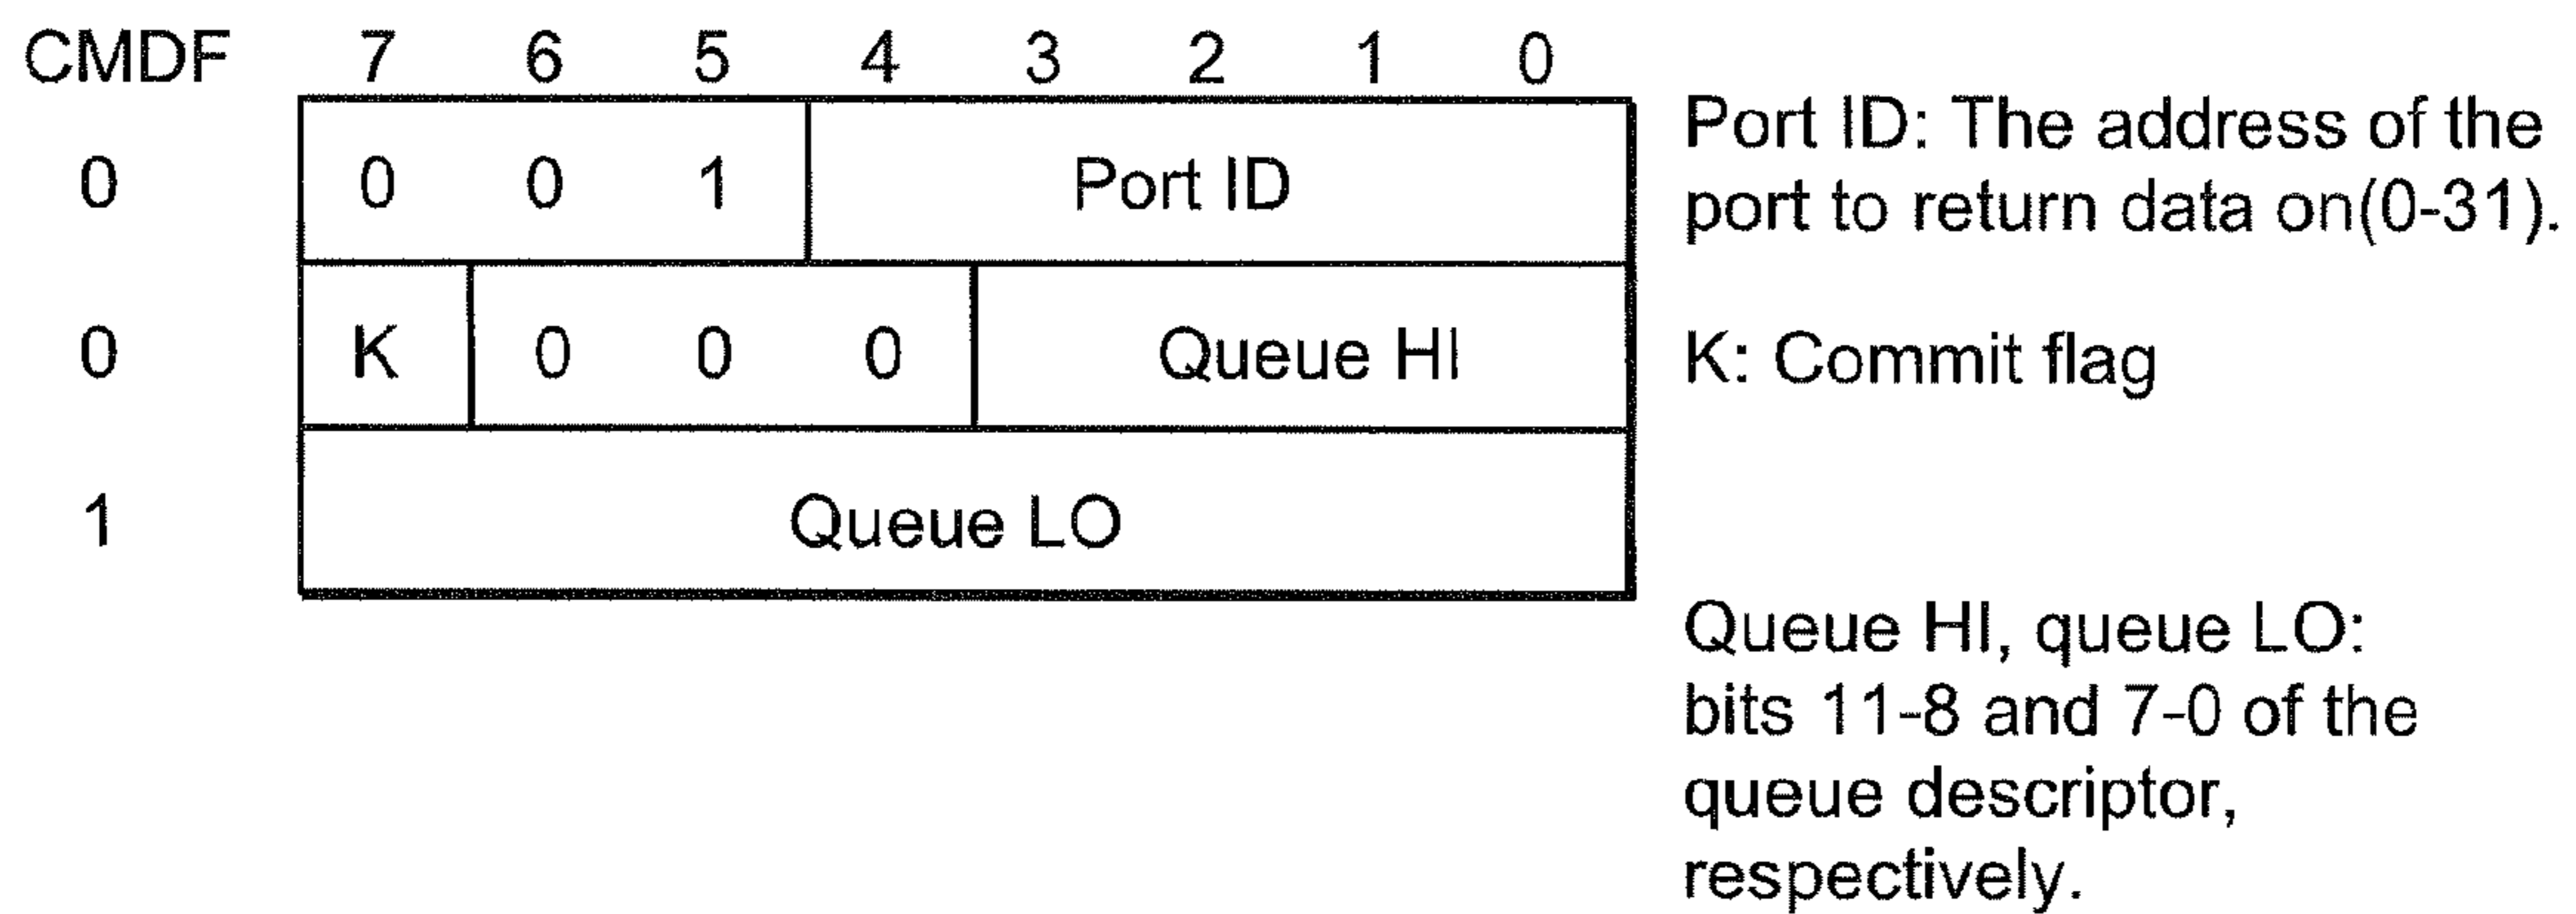 CMDF 7 6 5 4 3 2 1 0
0 0 0 1 Port ID
Port ID: The address of the
port to return data on(0-31).
0 K 0 0 0 Queue HI
K: Commit flag
1 Queue LO
Queue HI, queue LO:
bits 11-8 and 7-0 of the
queue descriptor,
respectively.